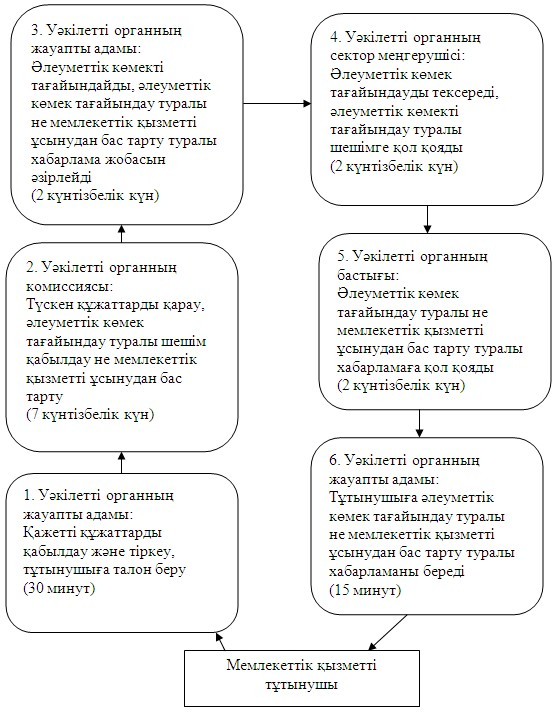 3. Уәкілетті органның
жауапты адамы:
Әлеуметтік көмекті
тағайындайды, әлеуметтік
көмек тағайындау туралы
не мемлекеттік қызметті
ұсынудан бас тарту туралы
хабарлама жобасын
әзірлейді
(2 күнтізбелік күн)
4. Уәкілетті органның
сектор меңгерушісі:
Әлеуметтік көмек
тағайындауды тексереді,
әлеуметтік көмекті
тағайындау туралы
шешімге қол қояды
(2 күнтізбелік күн)
2. Уәкілетті органның
комиссиясы:
Түскен құжаттарды қарау,
әлеуметтік көмек
тағайындау туралы шешім
қабылдау не мемлекеттік
қызметті ұсынудан бас
тарту
(7 күнтізбелік күн)
5. Уәкілетті органның
бастығы:
Әлеуметтік көмек
тағайындау туралы не
мемлекеттік қызметті
ұсынудан бас тарту туралы
хабарламаға қол қояды
(2 күнтізбелік күн)
1. Уәкілетті органның
жауапты адамы:
Қажетті құжаттарды
қабылдау және тіркеу,
тұтынушыға талон беру
(30 минут)
6. Уәкілетті органның
жауапты адамы:
Тұтынушыға әлеуметтік
көмек тағайындау туралы
не мемлекеттік қызметті
ұсынудан бас тарту туралы
хабарламаны береді
(15 минут)
Мемлекеттік қызметті
тұтынушы